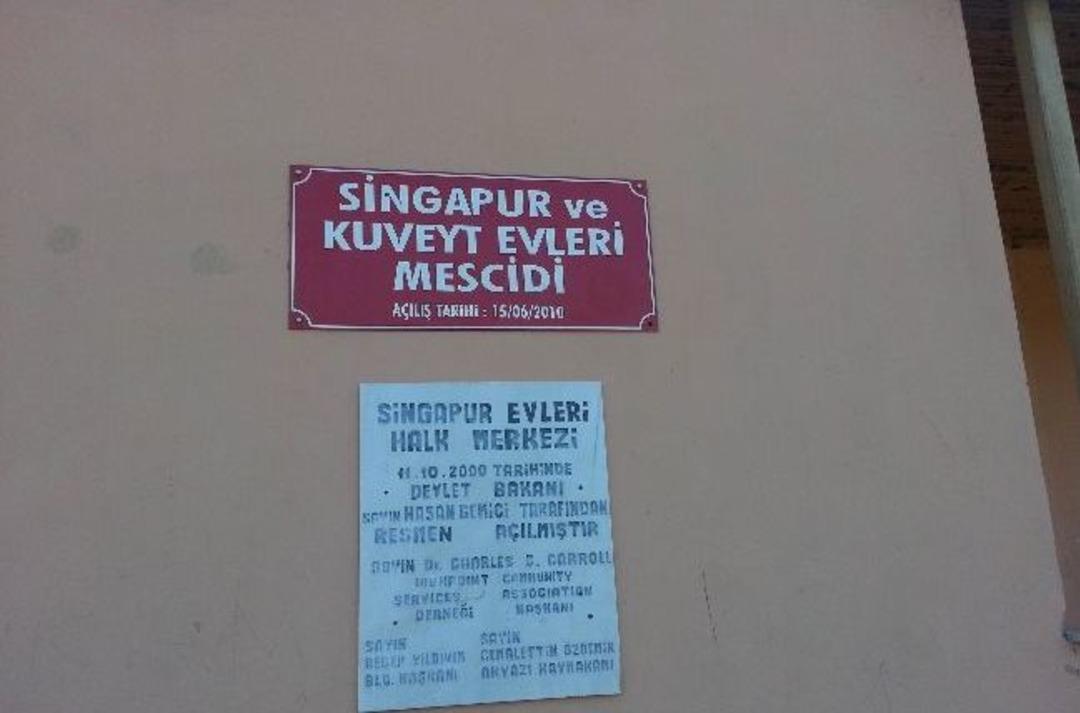 SİNGAPUR ve
KUVEYT EVLERİ
MESCİDİ
AÇILIŞ TARİHİ : 15/06/2010
SİNGAPUR EVLERİ
HALK MERKEZİ
11.10.2000 TARİHİNDE
DEVLET BAKANI
SAYIN HASAN GEMİCİ TARAFINDAN
RESMEN AÇILMIŞTIR
SAYIN Dr. CHARLES CARROLL
COMMUNITY
SERVICES ASSOCIATION
DERNEĞİ BAŞKANI
SAYIN SAYIN
YILDIRIM CEMALETTİN ÖZDEMİR
BLD. BAŞKANI AKYAZI KAYMAKAMI